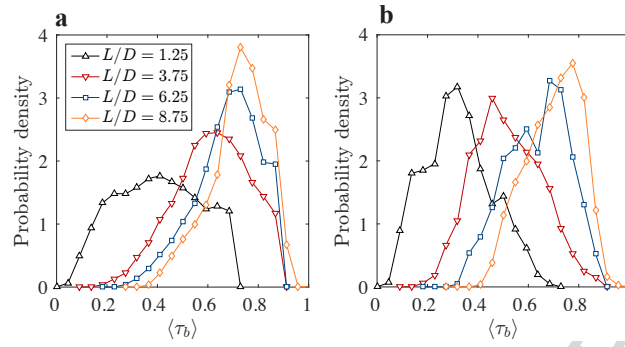 a
b
4
3
2
1
0
Probability density
L/D = 1.25
L/D = 3.75
L/D = 6.25
L/D = 8.75
0 0.2 0.4 0.6 0.8 1
⟨τ_b⟩
4
3
2
1
0
Probability density
0 0.2 0.4 0.6 0.8
⟨τ_b⟩